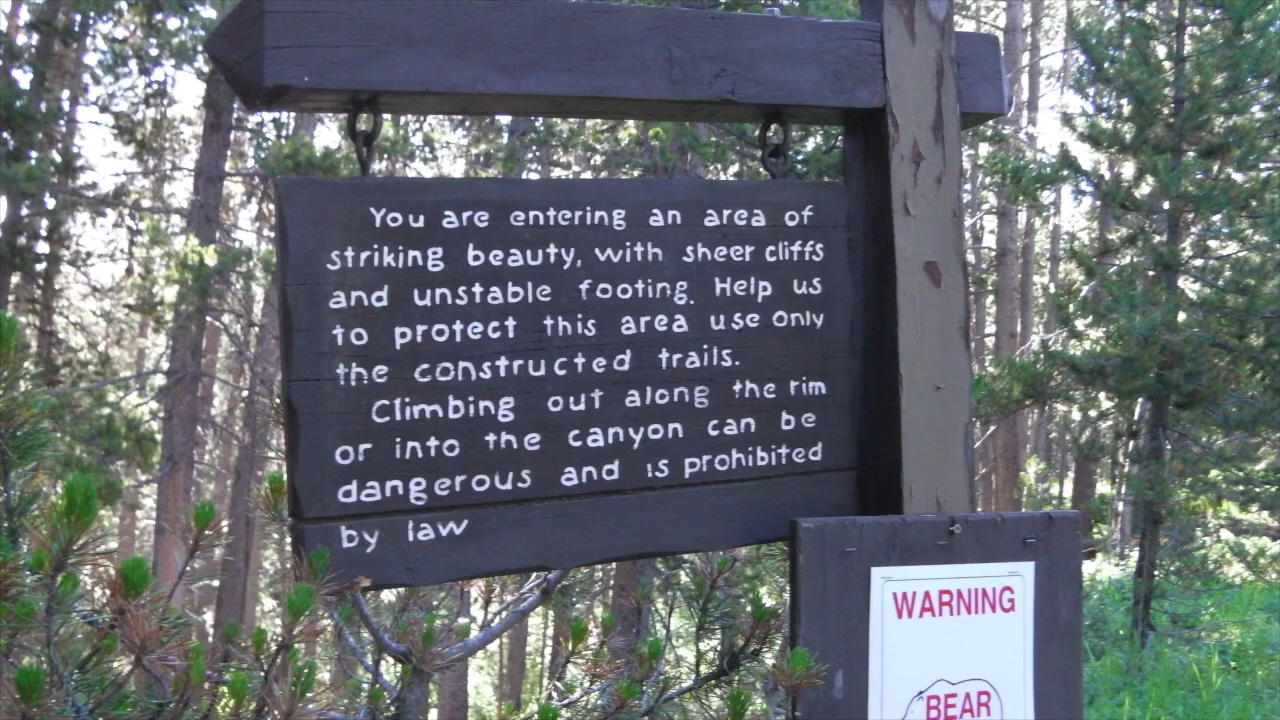 You are entering an area of
striking beauty, with sheer cliffs
and unstable footing. Help us
to protect this area use only
the constructed trails.
Climbing out along the rim
or into the canyon can be
dangerous and is prohibited
by law
WARNING
BEAR